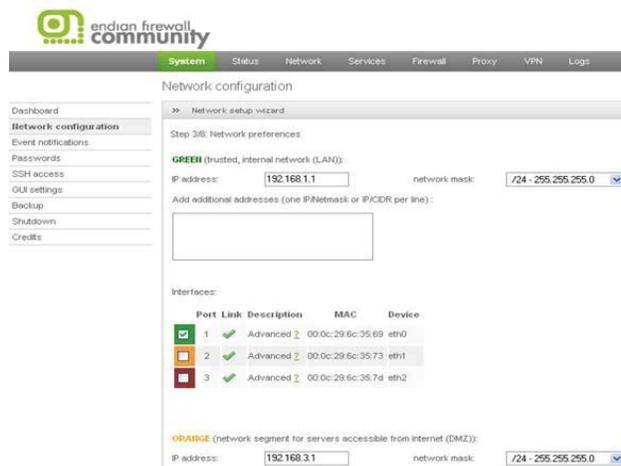 endian firewall
community
System Status Network Services Firewall Proxy VPN Logs
Network configuration
Dashboard
Network configuration
Event notifications
Passwords
SSH access
GUI settings
Backup
Shutdown
Credits
» Network setup wizard
Step 3/8: Network preferences
GREEN (trusted, internal network (LAN)):
IP address: 192.168.1.1 network mask: /24 - 255.255.255.0
Add additional addresses (one IP/Netmask or IP/CIDR per line) :
Interfaces:
Port Link Description MAC Device
1 Advanced ? 00:0c:29:6c:35:69 eth0
2 Advanced ? 00:0c:29:6c:35:73 eth1
3 Advanced ? 00:0c:29:6c:35:7d eth2
ORANGE (network segment for servers accessible from internet (DMZ)):
IP address: 192.168.3.1 network mask: /24 - 255.255.255.0